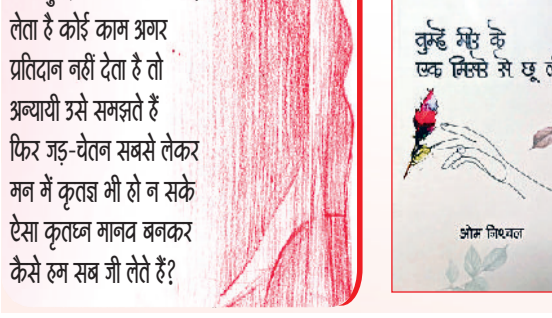 लेता है कोई काम अगर
प्रतिदान नहीं देता है तो
अन्यायी उसे समझते हैं
फिर जड़-चेतन सबसे लेकर
मन में कृतज्ञ भी हो न सके
ऐसा कृतघ्न मानव बनकर
कैसे हम सब जी लेते हैं?
तुम्हें मीर के
एक मिसरे से छू
ओम निश्चल